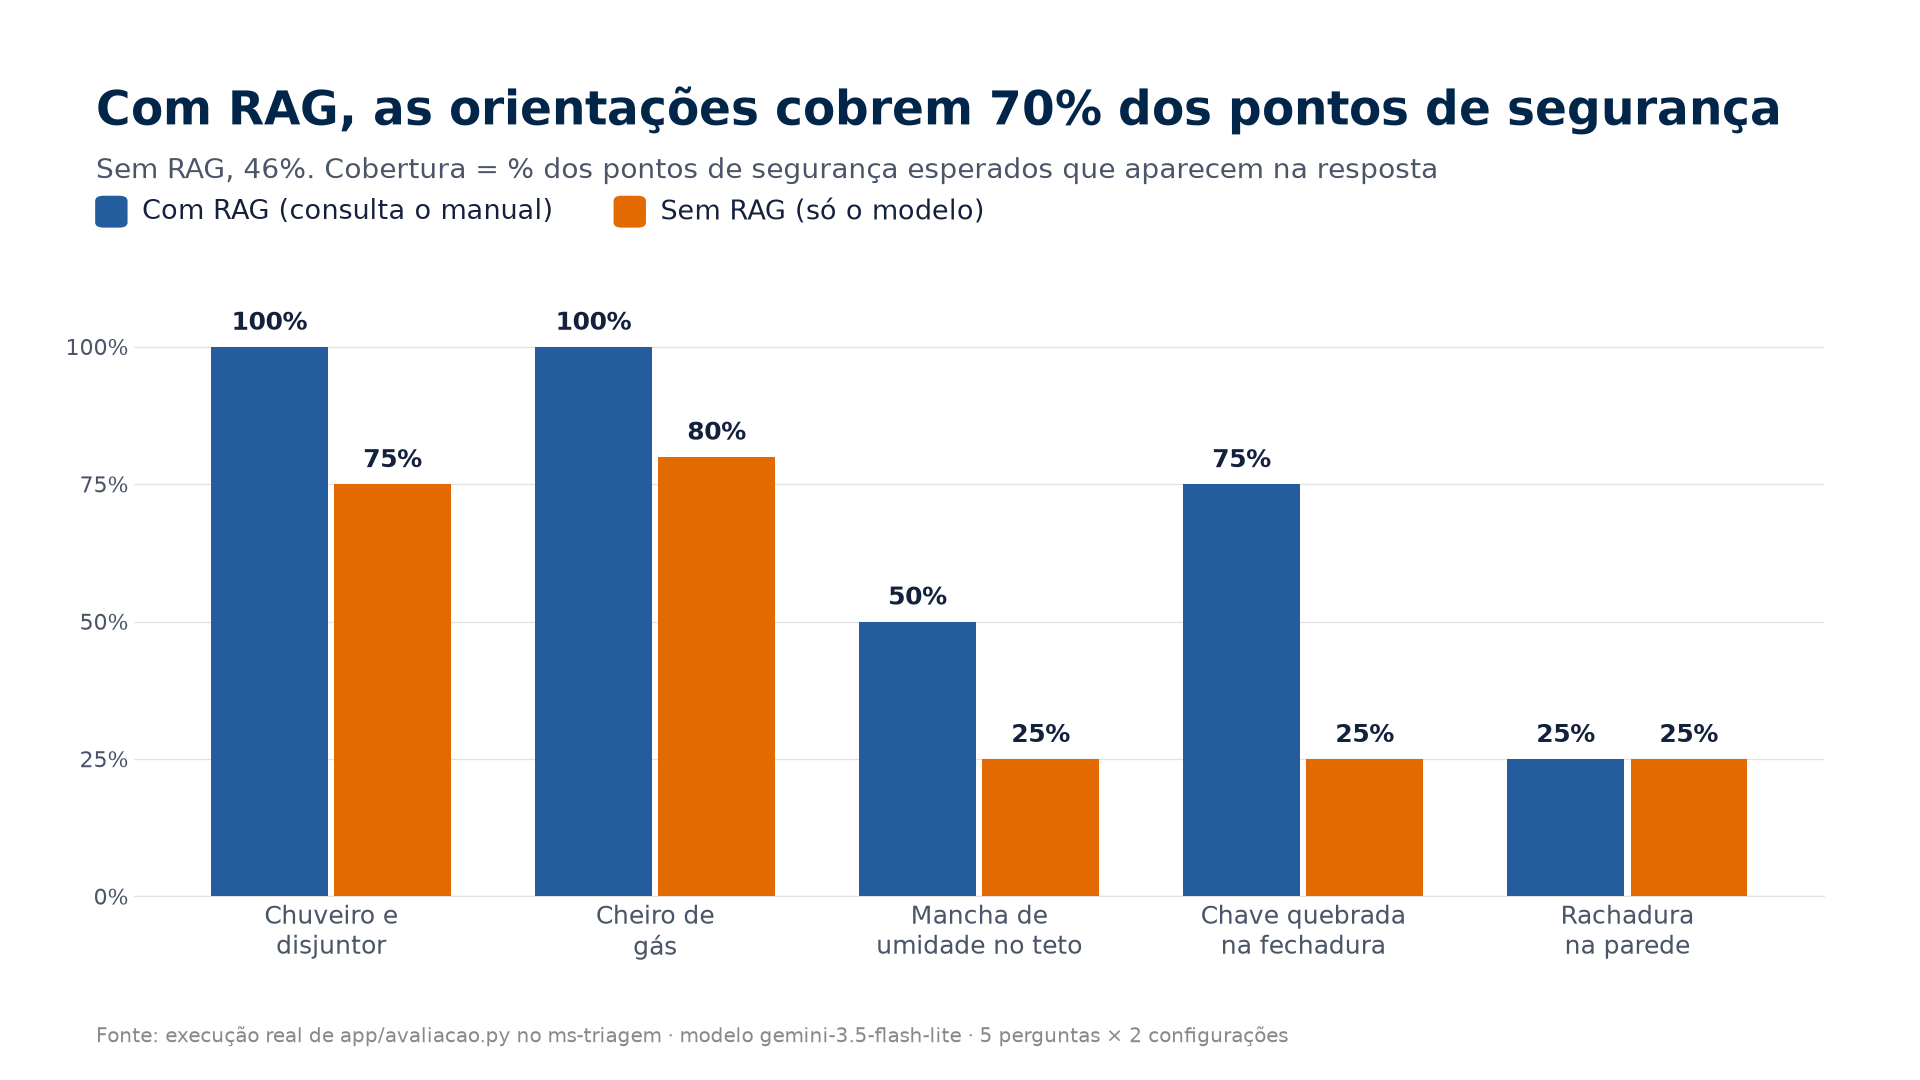 Com RAG, as orientações cobrem 70% dos pontos de segurança
Sem RAG, 46%. Cobertura = % dos pontos de segurança esperados que aparecem na resposta
Com RAG (consulta o manual)
Sem RAG (só o modelo)
100%
75%
50%
25%
0%
100%
75%
100%
80%
50%
25%
75%
25%
25%
25%
Chuveiro e
disjuntor
Cheiro de
gás
Mancha de
umidade no teto
Chave quebrada
na fechadura
Rachadura
na parede
Fonte: execução real de app/avaliacao.py no ms-triagem · modelo gemini-3.5-flash-lite · 5 perguntas × 2 configurações